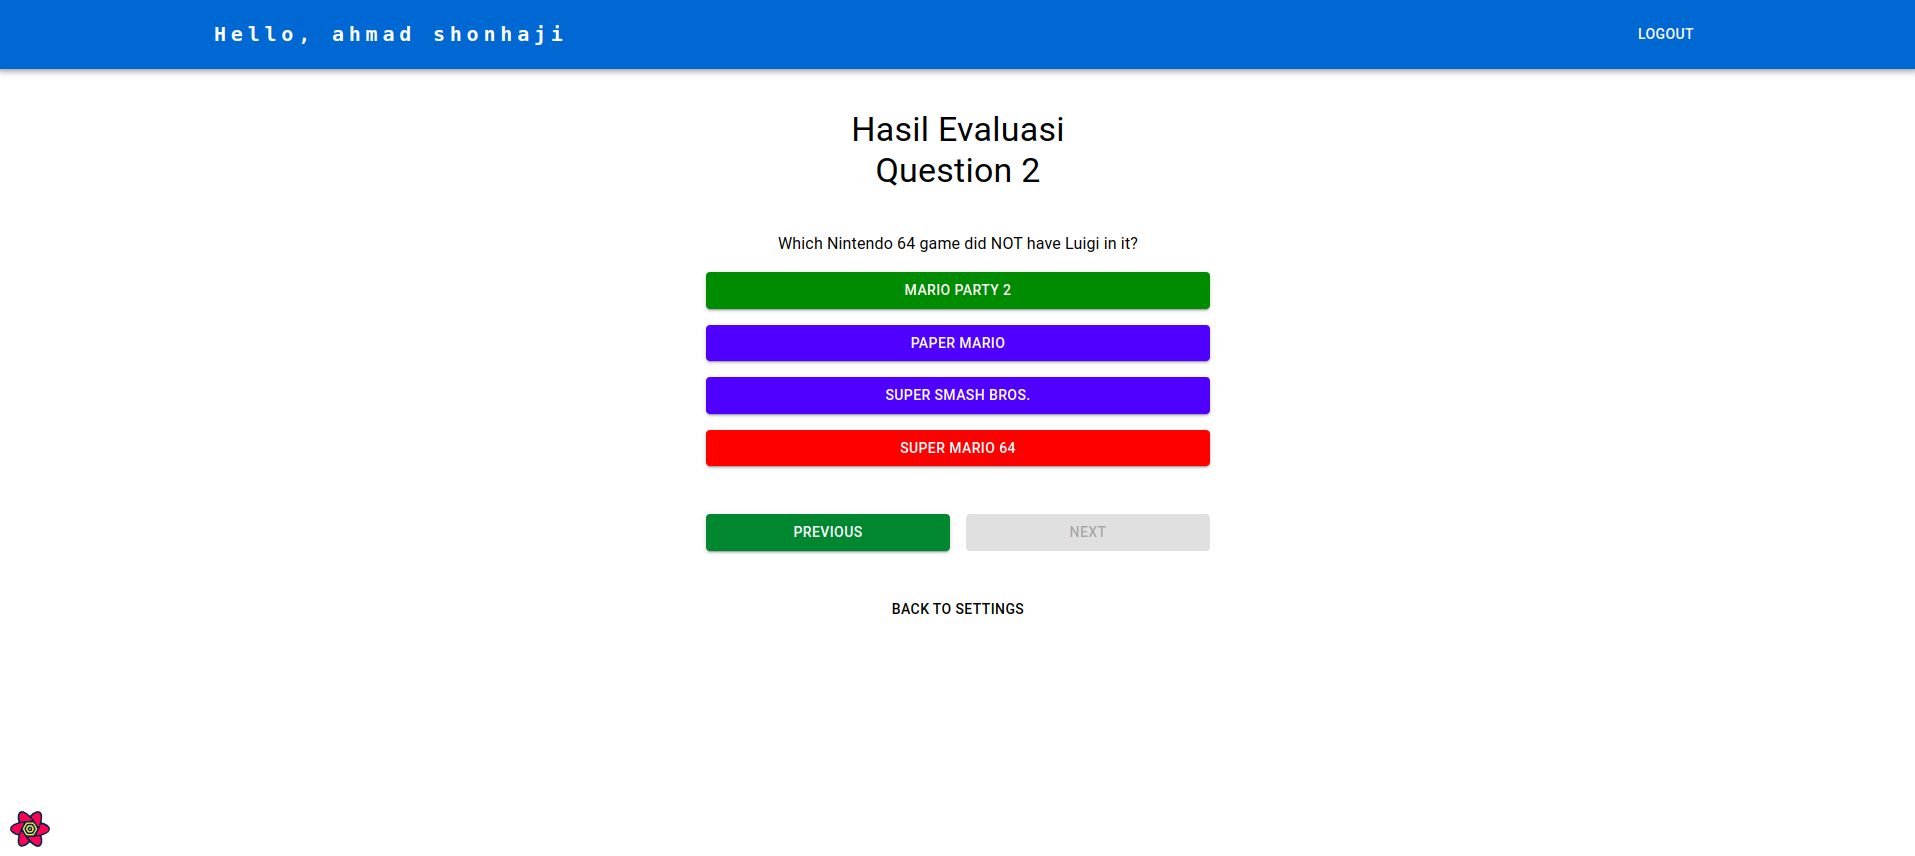 Hello, ahmad shonhaji
LOGOUT
Hasil Evaluasi
Question 2
Which Nintendo 64 game did NOT have Luigi in it?
MARIO PARTY 2
PAPER MARIO
SUPER SMASH BROS.
SUPER MARIO 64
PREVIOUS
NEXT
BACK TO SETTINGS